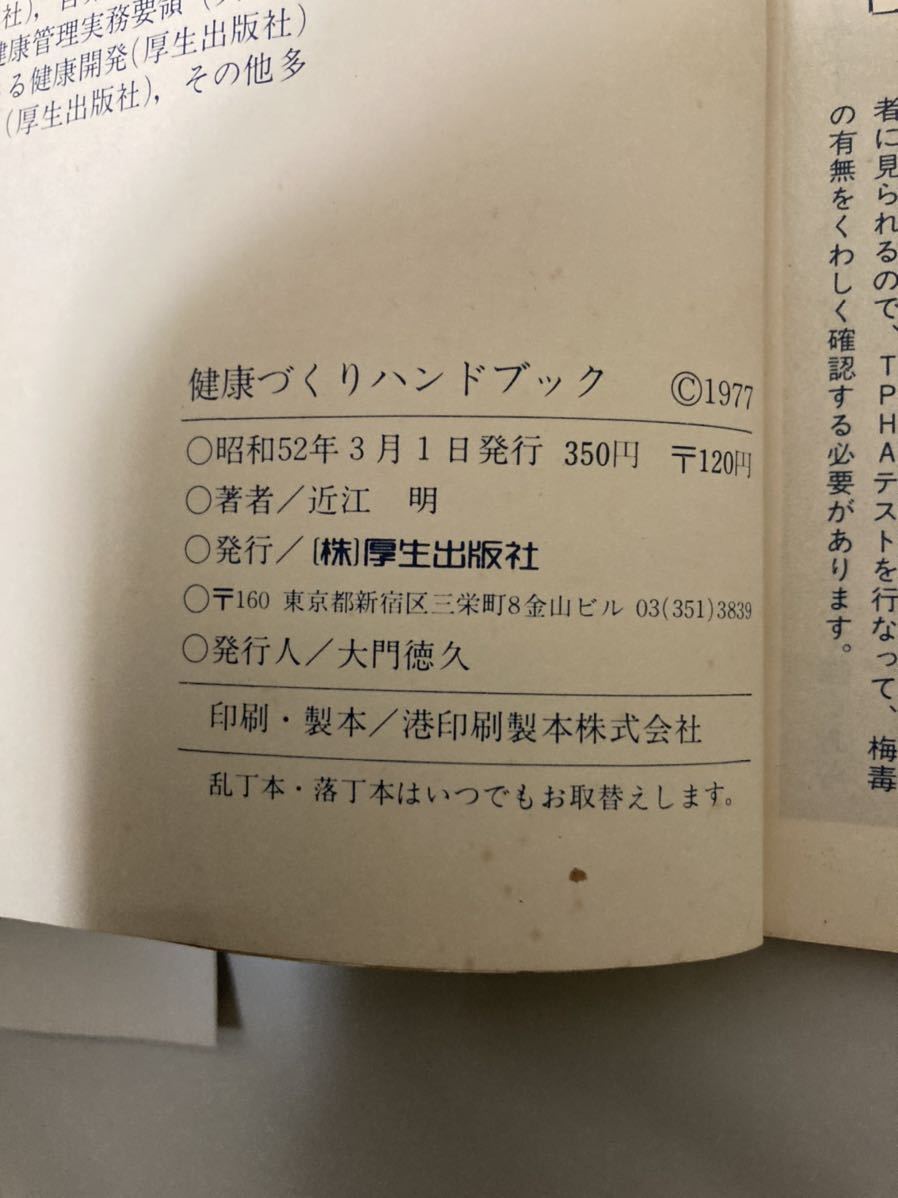 健康管理実務要領
る健康開発(厚生出版社)
(厚生出版社)，その他多
健康づくりハンドブック ©1977
○昭和52年3月1日発行 350円 〒120円
○著者/近江 明
○発行/(株)厚生出版社
○〒160 東京都新宿区三栄町8金山ビル 03(351)3839
○発行人/大門徳久
印刷・製本/港印刷製本株式会社
乱丁本・落丁本はいつでもお取替えします。
者に見られるので、TPHAテストを行なって、梅毒
の有無をくわしく確認する必要があります。